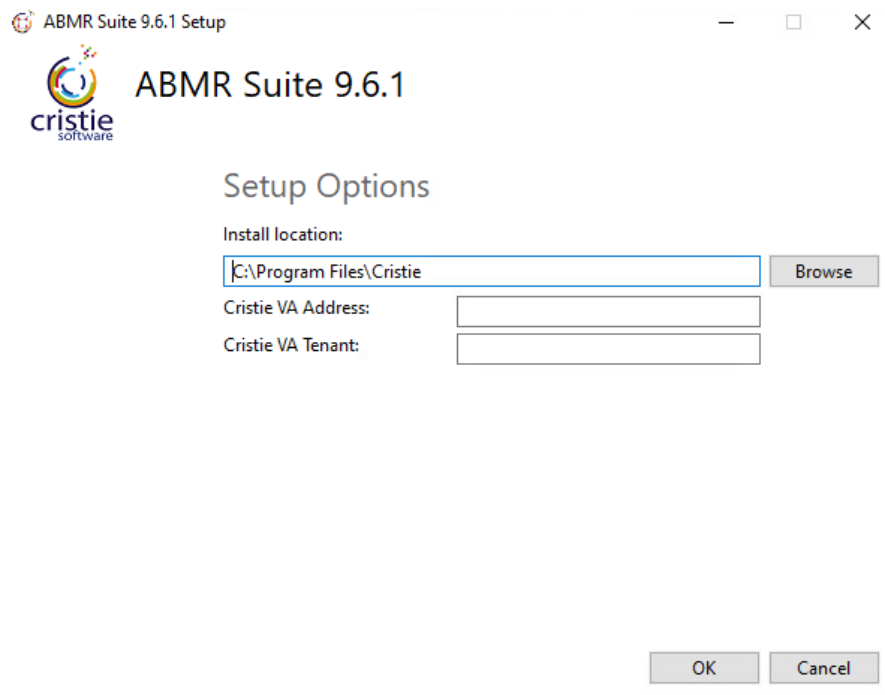 ABMR Suite 9.6.1 Setup
cristie
software
ABMR Suite 9.6.1
Setup Options
Install location:
C:\Program Files\Cristie
Browse
Cristie VA Address:
Cristie VA Tenant:
OK
Cancel